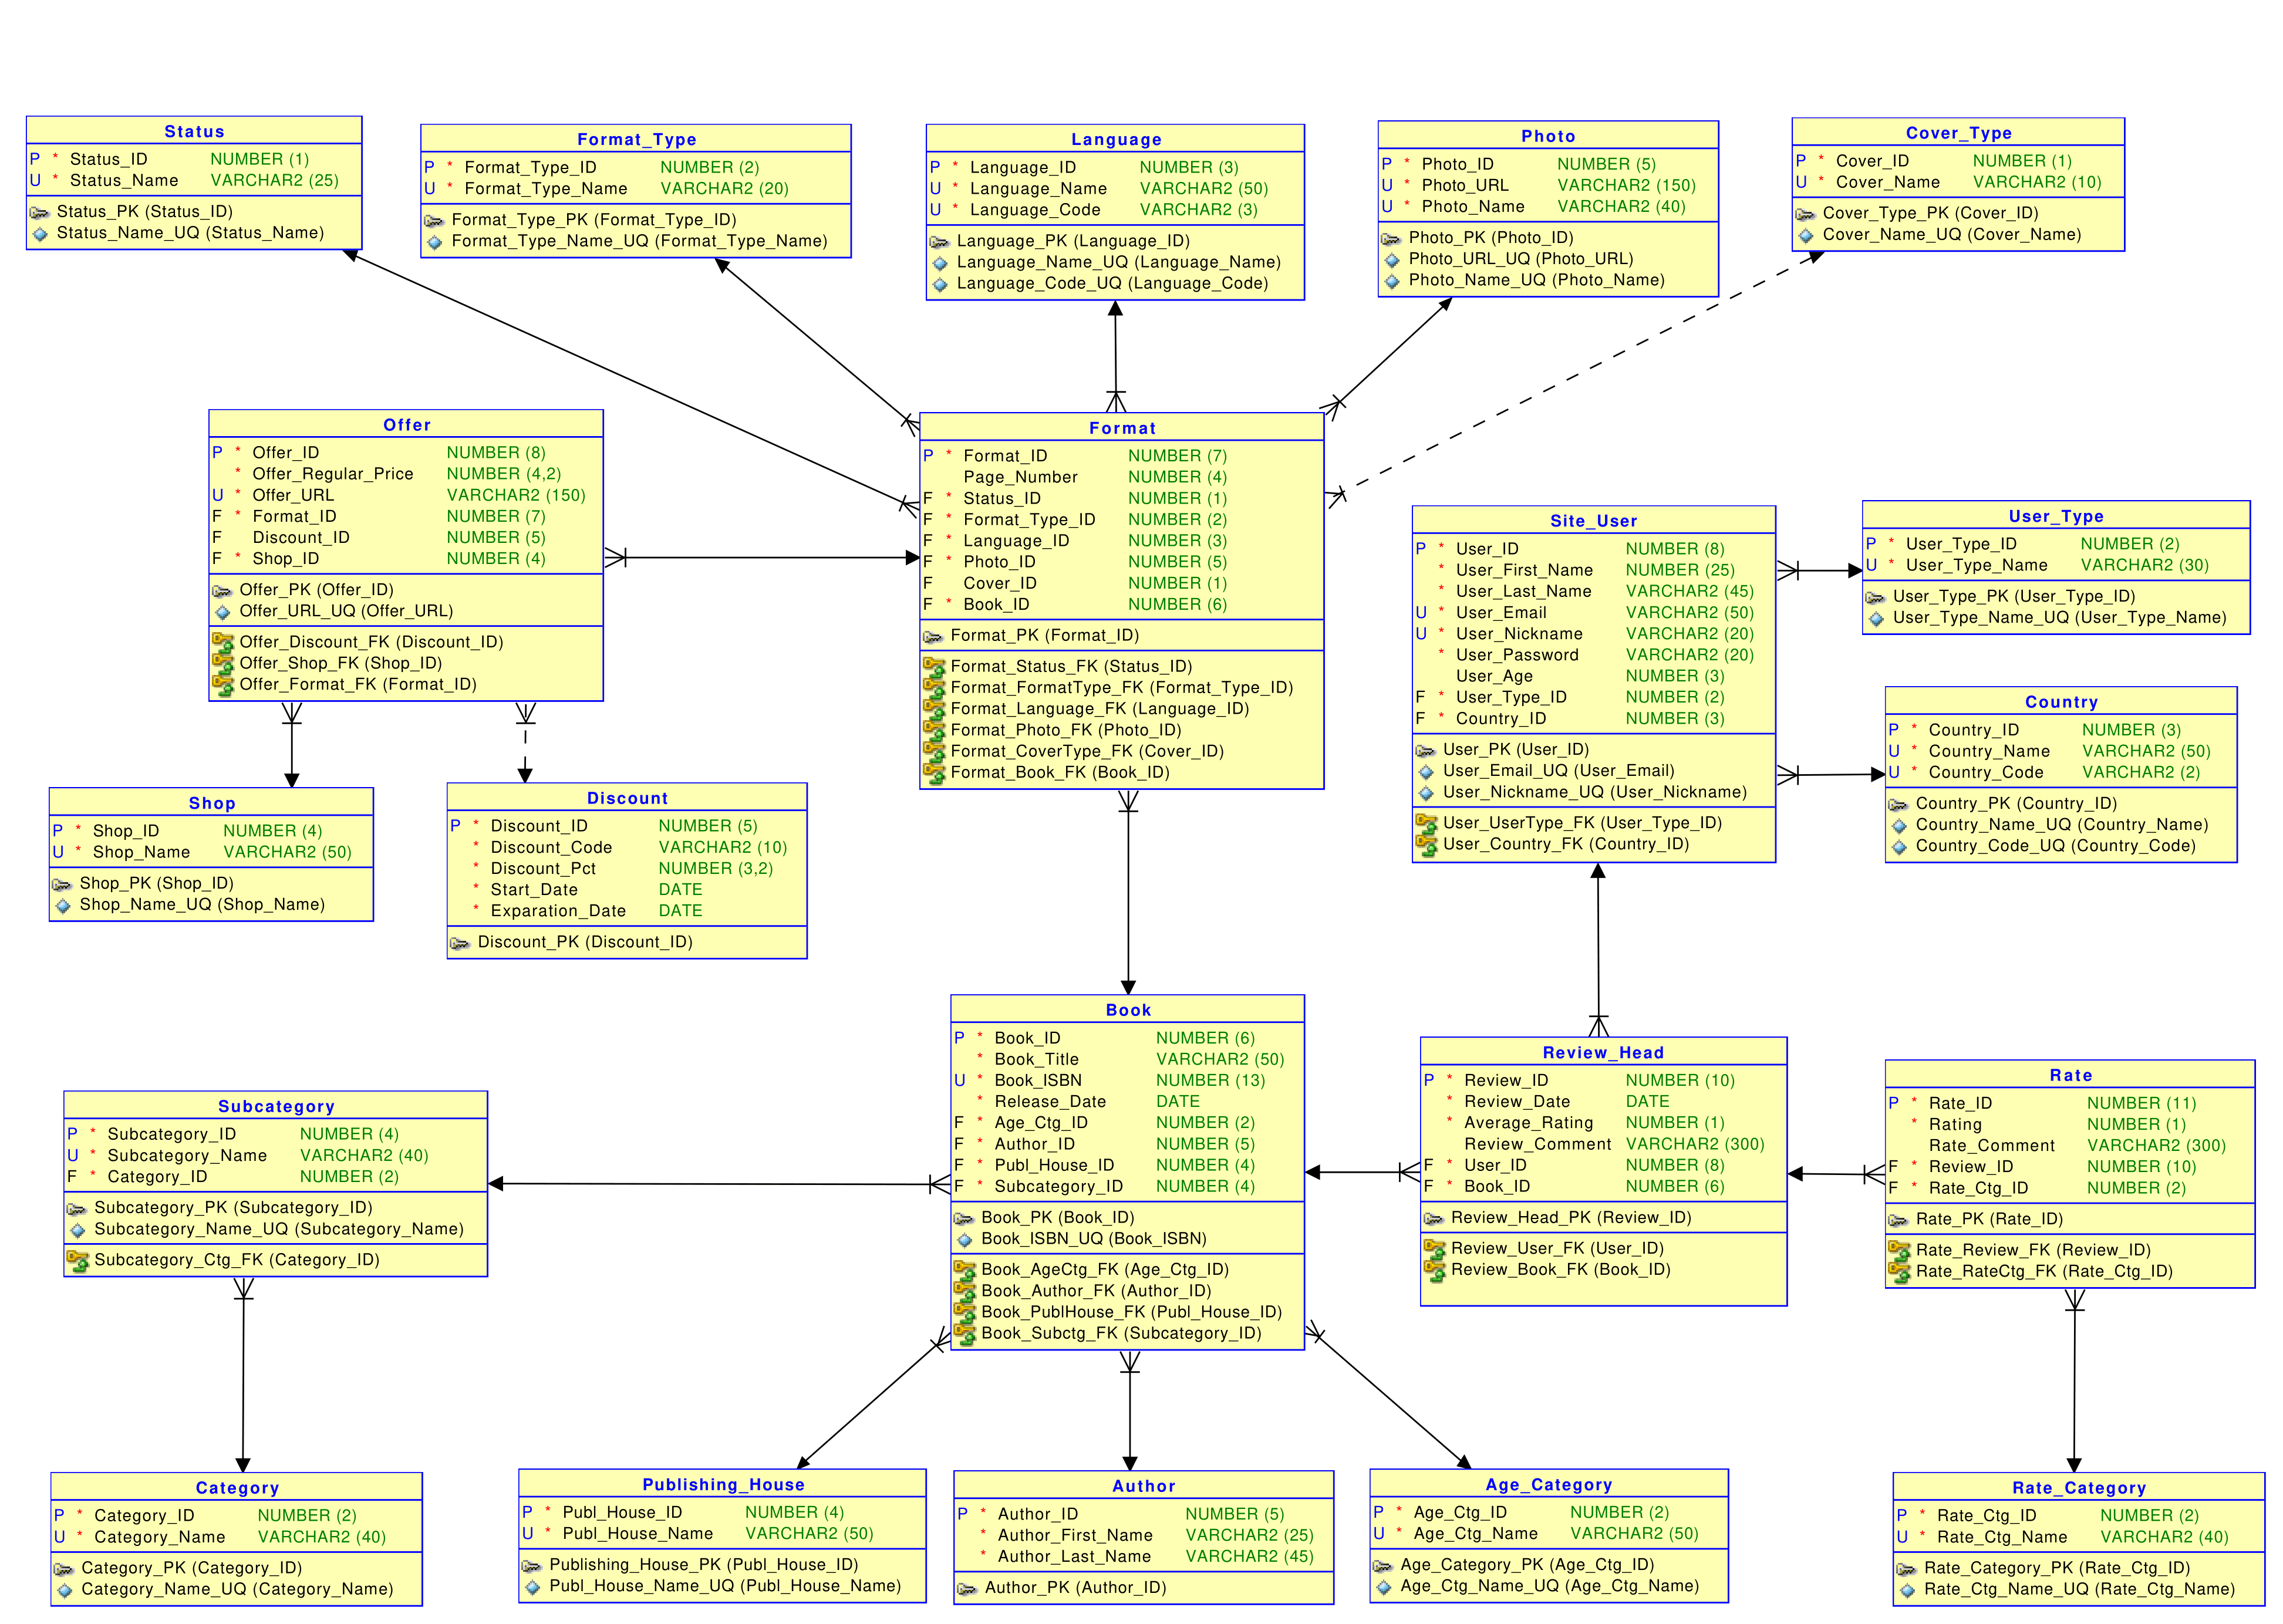 Status
P * Status_ID NUMBER (1)
U * Status_Name VARCHAR2 (25)
Status_PK (Status_ID)
Status_Name_UQ (Status_Name)
Format_Type
P * Format_Type_ID NUMBER (2)
U * Format_Type_Name VARCHAR2 (20)
Format_Type_PK (Format_Type_ID)
Format_Type_Name_UQ (Format_Type_Name)
Language
P * Language_ID NUMBER (3)
U * Language_Name VARCHAR2 (50)
U * Language_Code VARCHAR2 (3)
Language_PK (Language_ID)
Language_Name_UQ (Language_Name)
Language_Code_UQ (Language_Code)
Photo
P * Photo_ID NUMBER (5)
U * Photo_URL VARCHAR2 (150)
U * Photo_Name VARCHAR2 (40)
Photo_PK (Photo_ID)
Photo_URL_UQ (Photo_URL)
Photo_Name_UQ (Photo_Name)
Cover_Type
P * Cover_ID NUMBER (1)
U * Cover_Name VARCHAR2 (10)
Cover_Type_PK (Cover_ID)
Cover_Name_UQ (Cover_Name)
Offer
P * Offer_ID NUMBER (8)
* Offer_Regular_Price NUMBER (4,2)
U * Offer_URL VARCHAR2 (150)
F * Format_ID NUMBER (7)
F Discount_ID NUMBER (5)
F * Shop_ID NUMBER (4)
Offer_PK (Offer_ID)
Offer_URL_UQ (Offer_URL)
Offer_Discount_FK (Discount_ID)
Offer_Shop_FK (Shop_ID)
Offer_Format_FK (Format_ID)
Format
P * Format_ID NUMBER (7)
Page_Number NUMBER (4)
F * Status_ID NUMBER (1)
F * Format_Type_ID NUMBER (2)
F * Language_ID NUMBER (3)
F * Photo_ID NUMBER (5)
F Cover_ID NUMBER (1)
F * Book_ID NUMBER (6)
Format_PK (Format_ID)
Format_Status_FK (Status_ID)
Format_FormatType_FK (Format_Type_ID)
Format_Language_FK (Language_ID)
Format_Photo_FK (Photo_ID)
Format_CoverType_FK (Cover_ID)
Format_Book_FK (Book_ID)
Site_User
P * User_ID NUMBER (8)
* User_First_Name NUMBER (25)
* User_Last_Name VARCHAR2 (45)
U * User_Email VARCHAR2 (50)
U * User_Nickname VARCHAR2 (20)
* User_Password VARCHAR2 (20)
User_Age NUMBER (3)
F * User_Type_ID NUMBER (2)
F * Country_ID NUMBER (3)
User_PK (User_ID)
User_Email_UQ (User_Email)
User_Nickname_UQ (User_Nickname)
User_UserType_FK (User_Type_ID)
User_Country_FK (Country_ID)
User_Type
P * User_Type_ID NUMBER (2)
U * User_Type_Name VARCHAR2 (30)
User_Type_PK (User_Type_ID)
User_Type_Name_UQ (User_Type_Name)
Country
P * Country_ID NUMBER (3)
U * Country_Name VARCHAR2 (50)
U * Country_Code VARCHAR2 (2)
Country_PK (Country_ID)
Country_Name_UQ (Country_Name)
Country_Code_UQ (Country_Code)
Shop
P * Shop_ID NUMBER (4)
U * Shop_Name VARCHAR2 (50)
Shop_PK (Shop_ID)
Shop_Name_UQ (Shop_Name)
Discount
P * Discount_ID NUMBER (5)
* Discount_Code VARCHAR2 (10)
* Discount_Pct NUMBER (3,2)
* Start_Date DATE
* Exparation_Date DATE
Discount_PK (Discount_ID)
Book
P * Book_ID NUMBER (6)
* Book_Title VARCHAR2 (50)
U * Book_ISBN NUMBER (13)
* Release_Date DATE
F * Age_Ctg_ID NUMBER (2)
F * Author_ID NUMBER (5)
F * Publ_House_ID NUMBER (4)
F * Subcategory_ID NUMBER (4)
Book_PK (Book_ID)
Book_ISBN_UQ (Book_ISBN)
Book_AgeCtg_FK (Age_Ctg_ID)
Book_Author_FK (Author_ID)
Book_PublHouse_FK (Publ_House_ID)
Book_Subctg_FK (Subcategory_ID)
Review_Head
P * Review_ID NUMBER (10)
* Review_Date DATE
* Average_Rating NUMBER (1)
Review_Comment VARCHAR2 (300)
F * User_ID NUMBER (8)
F * Book_ID NUMBER (6)
Review_Head_PK (Review_ID)
Review_User_FK (User_ID)
Review_Book_FK (Book_ID)
Rate
P * Rate_ID NUMBER (11)
* Rating NUMBER (1)
Rate_Comment VARCHAR2 (300)
F * Review_ID NUMBER (10)
F * Rate_Ctg_ID NUMBER (2)
Rate_PK (Rate_ID)
Rate_Review_FK (Review_ID)
Rate_RateCtg_FK (Rate_Ctg_ID)
Subcategory
P * Subcategory_ID NUMBER (4)
U * Subcategory_Name VARCHAR2 (40)
F * Category_ID NUMBER (2)
Subcategory_PK (Subcategory_ID)
Subcategory_Name_UQ (Subcategory_Name)
Subcategory_Ctg_FK (Category_ID)
Category
P * Category_ID NUMBER (2)
U * Category_Name VARCHAR2 (40)
Category_PK (Category_ID)
Category_Name_UQ (Category_Name)
Publishing_House
P * Publ_House_ID NUMBER (4)
U * Publ_House_Name VARCHAR2 (50)
Publishing_House_PK (Publ_House_ID)
Publ_House_Name_UQ (Publ_House_Name)
Author
P * Author_ID NUMBER (5)
* Author_First_Name VARCHAR2 (25)
* Author_Last_Name VARCHAR2 (45)
Author_PK (Author_ID)
Age_Category
P * Age_Ctg_ID NUMBER (2)
U * Age_Ctg_Name VARCHAR2 (50)
Age_Category_PK (Age_Ctg_ID)
Age_Ctg_Name_UQ (Age_Ctg_Name)
Rate_Category
P * Rate_Ctg_ID NUMBER (2)
U * Rate_Ctg_Name VARCHAR2 (40)
Rate_Category_PK (Rate_Ctg_ID)
Rate_Ctg_Name_UQ (Rate_Ctg_Name)